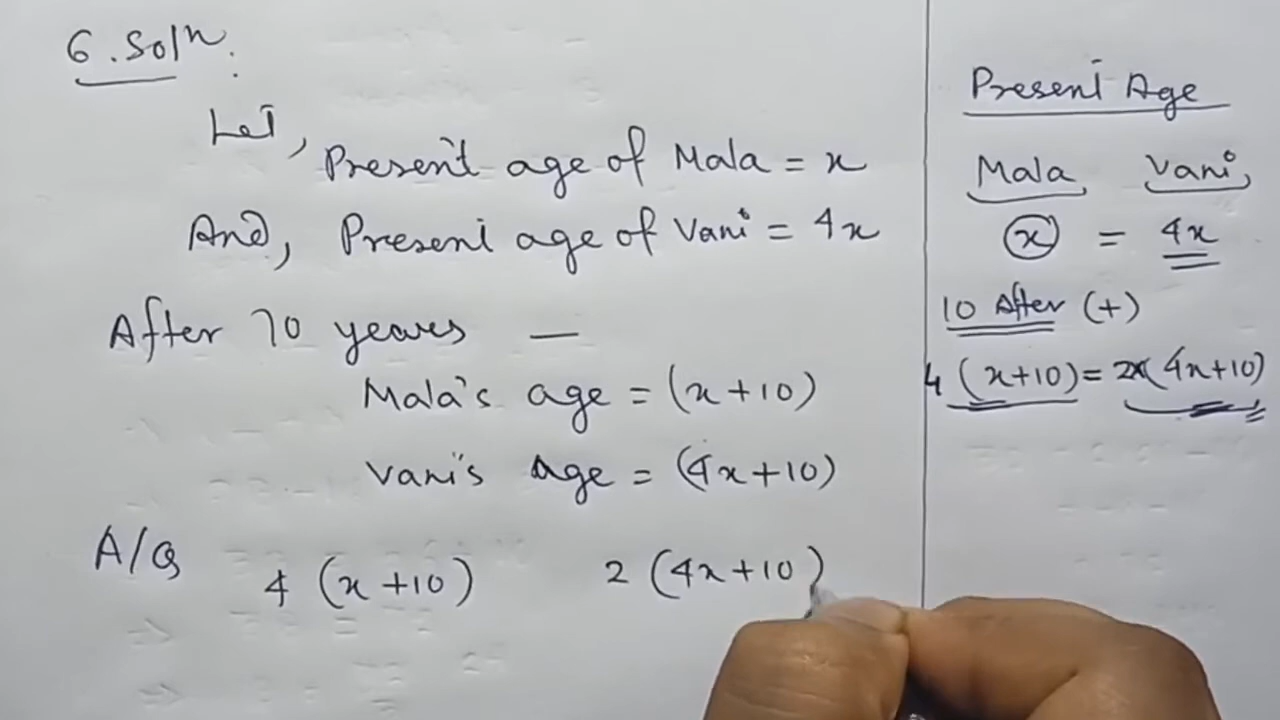 6. Solⁿ.
Let, Present age of Mala = x
And, Present age of Vani = 4x
After 10 years —
Mala's age = (x+10)
Vani's age = (4x+10)
A/Q 4 (x+10) 2 (4x+10)
Present Age
Mala Vani
x = 4x
10 After (+)
4 (x+10) = 2x(4x+10)